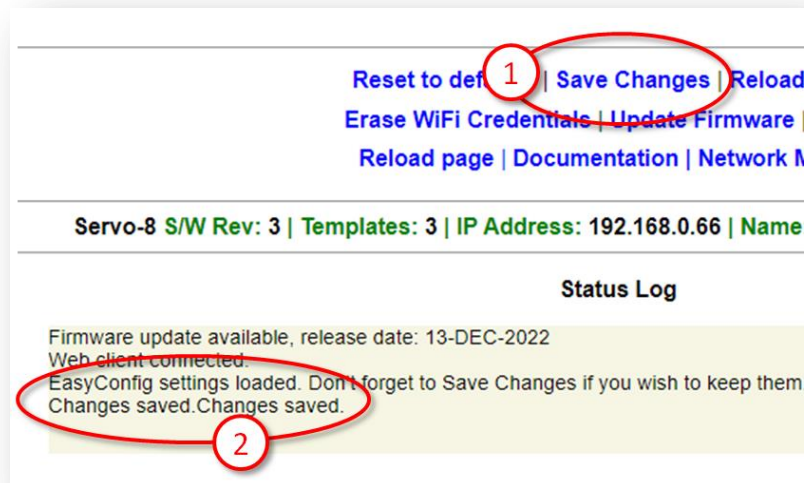 Reset to def 1 | Save Changes | Reload
Erase WiFi Credentials | Update Firmware |
Reload page | Documentation | Network
Servo-8 S/W Rev: 3 | Templates: 3 | IP Address: 192.168.0.66 | Name
Status Log
Firmware update available, release date: 13-DEC-2022
Web client connected.
EasyConfig settings loaded. Don't forget to Save Changes if you wish to keep them
Changes saved.Changes saved.
2